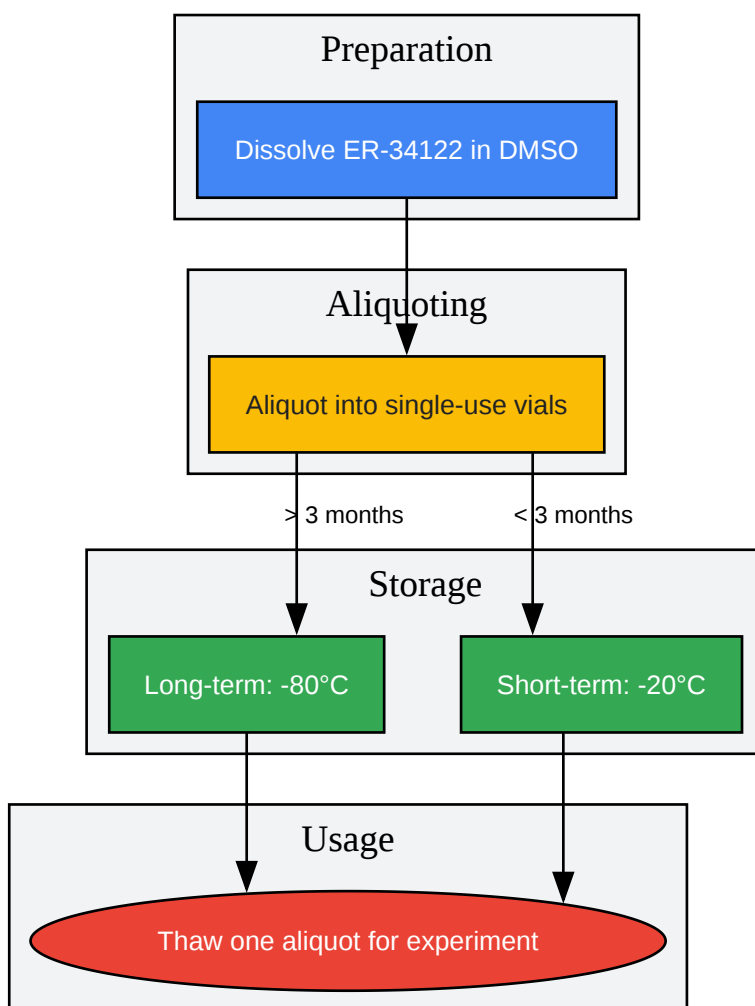 Preparation
Dissolve ER-34122 in DMSO
Aliquoting
Aliquot into single-use vials
> 3 months
< 3 months
Storage
Long-term: -80°C
Short-term: -20°C
Usage
Thaw one aliquot for experiment